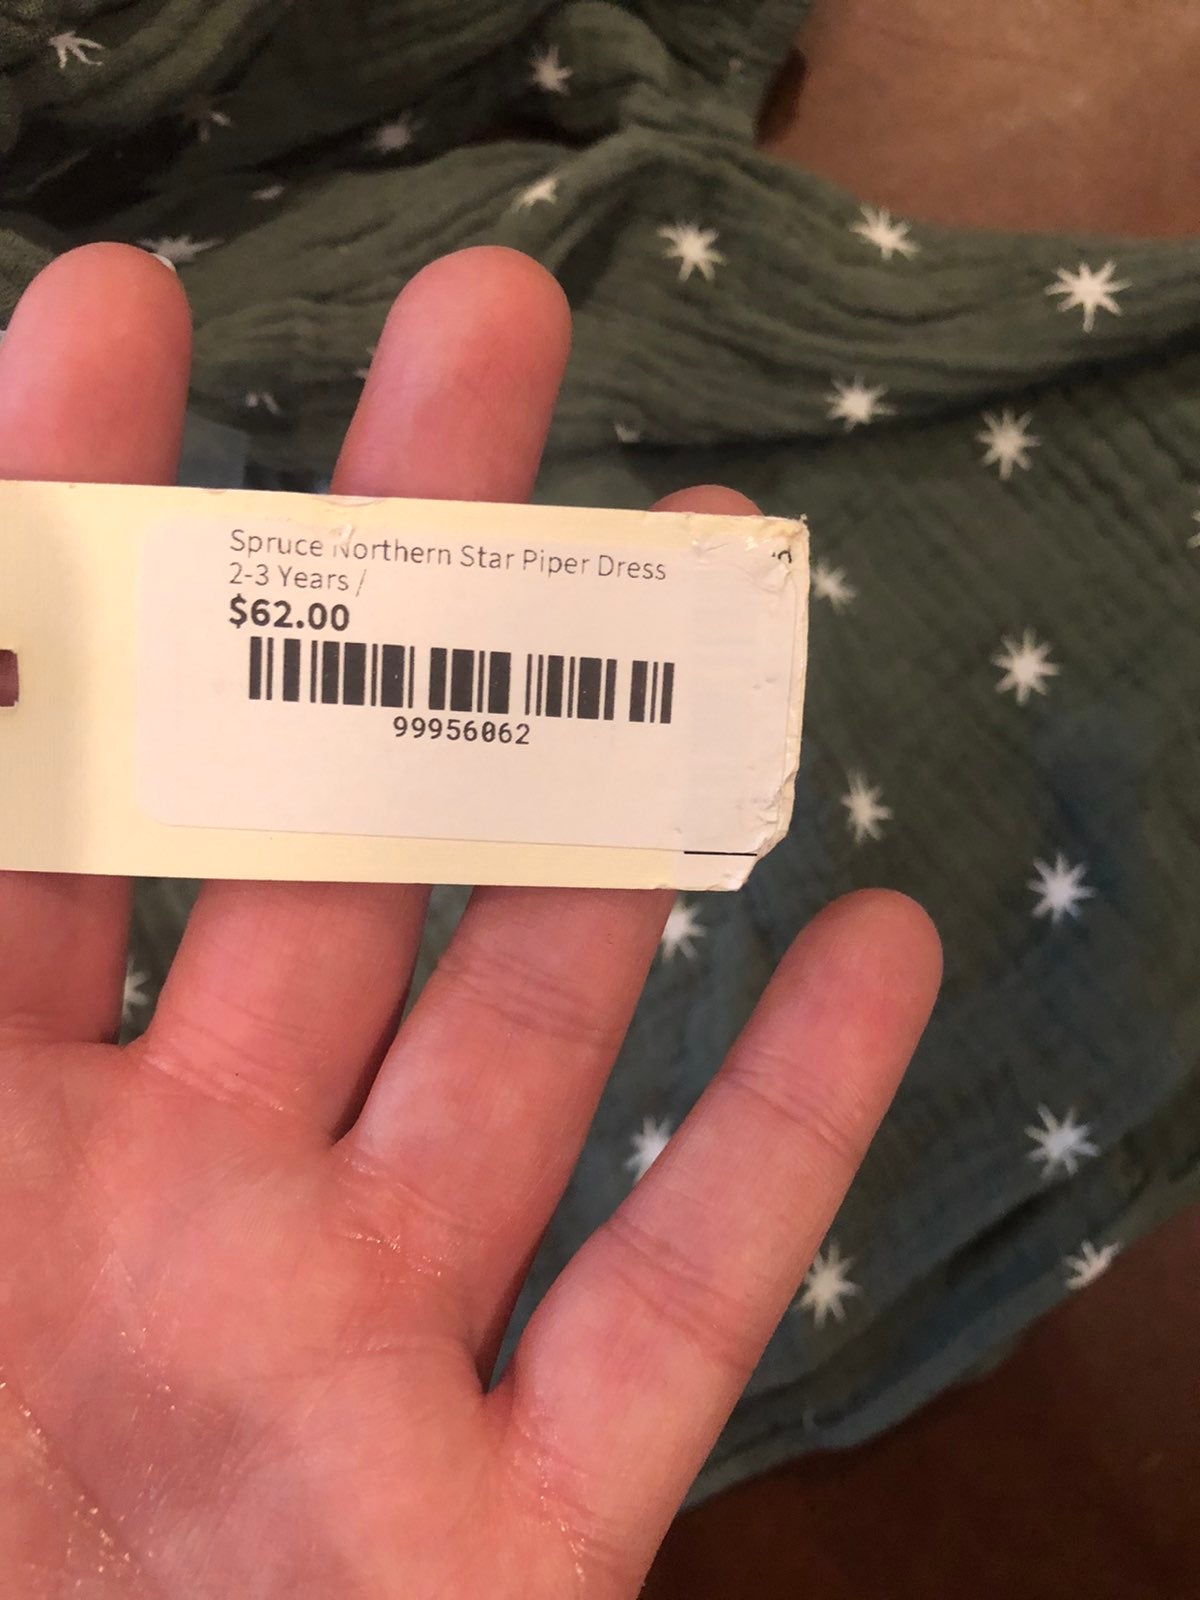 Spruce Northern Star Piper Dress
2-3 Years /
$62.00
99956062